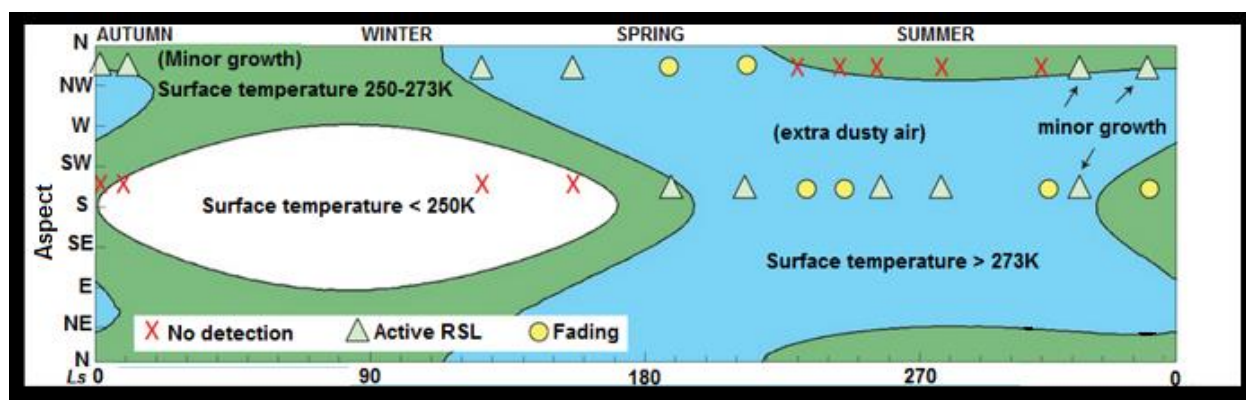 AUTUMN WINTER SPRING SUMMER
N
(Minor growth)
NW
Surface temperature 250-273K
W
(extra dusty air)
minor growth
SW
S
Surface temperature < 250K
Aspect
SE
Surface temperature > 273K
E
NE
No detection Active RSL Fading
N
Ls 0 90 180 270 0